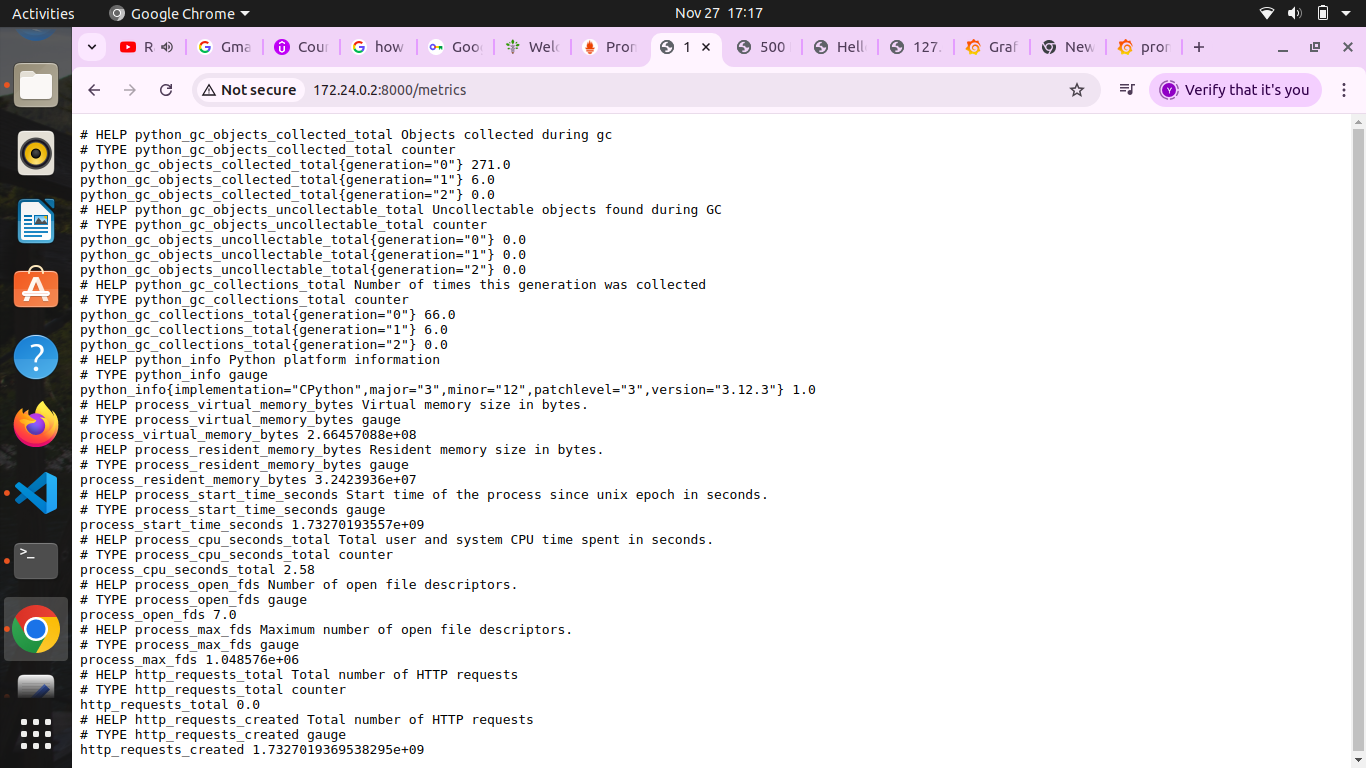 Activities
Google Chrome
Nov 27 17:17
Gma
Cour
how
Goo
Welc
Pron
1
500
Hell
127.
Graf
New
pron
Not secure
172.24.0.2:8000/metrics
Verify that it's you
# HELP python_gc_objects_collected_total Objects collected during gc
# TYPE python_gc_objects_collected_total counter
python_gc_objects_collected_total{generation="0"} 271.0
python_gc_objects_collected_total{generation="1"} 6.0
python_gc_objects_collected_total{generation="2"} 0.0
# HELP python_gc_objects_uncollectable_total Uncollectable objects found during GC
# TYPE python_gc_objects_uncollectable_total counter
python_gc_objects_uncollectable_total{generation="0"} 0.0
python_gc_objects_uncollectable_total{generation="1"} 0.0
python_gc_objects_uncollectable_total{generation="2"} 0.0
# HELP python_gc_collections_total Number of times this generation was collected
# TYPE python_gc_collections_total counter
python_gc_collections_total{generation="0"} 66.0
python_gc_collections_total{generation="1"} 6.0
python_gc_collections_total{generation="2"} 0.0
# HELP python_info Python platform information
# TYPE python_info gauge
python_info{implementation="CPython",major="3",minor="12",patchlevel="3",version="3.12.3"} 1.0
# HELP process_virtual_memory_bytes Virtual memory size in bytes.
# TYPE process_virtual_memory_bytes gauge
process_virtual_memory_bytes 2.66457088e+08
# HELP process_resident_memory_bytes Resident memory size in bytes.
# TYPE process_resident_memory_bytes gauge
process_resident_memory_bytes 3.2423936e+07
# HELP process_start_time_seconds Start time of the process since unix epoch in seconds.
# TYPE process_start_time_seconds gauge
process_start_time_seconds 1.73270193557e+09
# HELP process_cpu_seconds_total Total user and system CPU time spent in seconds.
# TYPE process_cpu_seconds_total counter
process_cpu_seconds_total 2.58
# HELP process_open_fds Number of open file descriptors.
# TYPE process_open_fds gauge
process_open_fds 7.0
# HELP process_max_fds Maximum number of open file descriptors.
# TYPE process_max_fds gauge
process_max_fds 1.048576e+06
# HELP http_requests_total Total number of HTTP requests
# TYPE http_requests_total counter
http_requests_total 0.0
# HELP http_requests_created Total number of HTTP requests
# TYPE http_requests_created gauge
http_requests_created 1.7327019369538295e+09